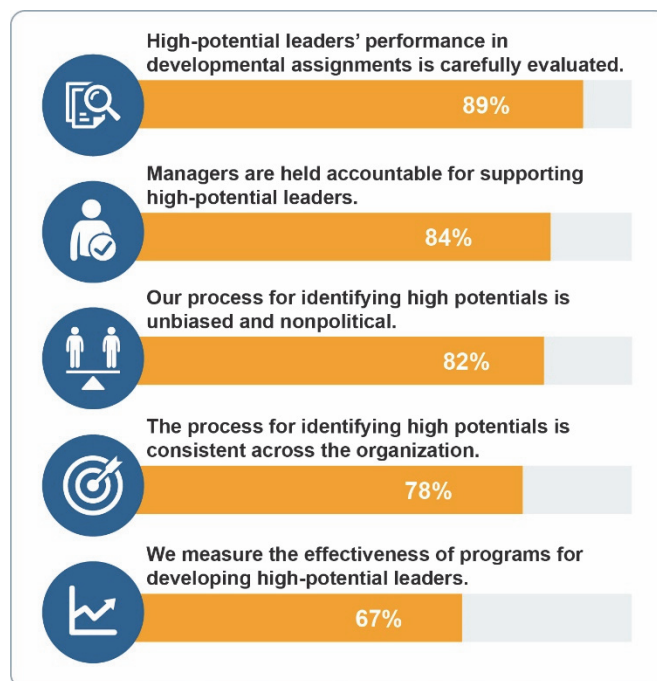 High-potential leaders’ performance in
developmental assignments is carefully evaluated.
89%
Managers are held accountable for supporting
high-potential leaders.
84%
Our process for identifying high potentials is
unbiased and nonpolitical.
82%
The process for identifying high potentials is
consistent across the organization.
78%
We measure the effectiveness of programs for
developing high-potential leaders.
67%